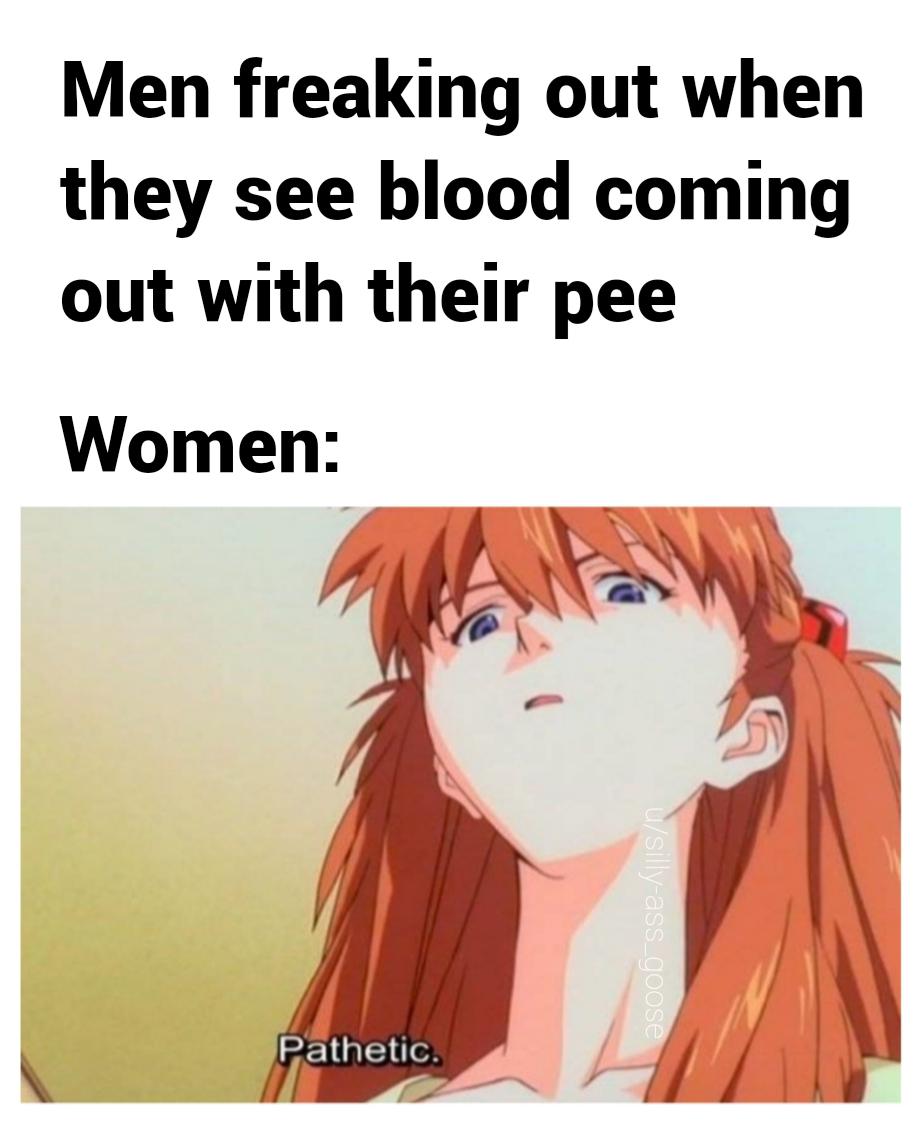 Men freaking out when
they see blood coming
out with their pee
Women:
u/silly-ass_goose
Pathetic.